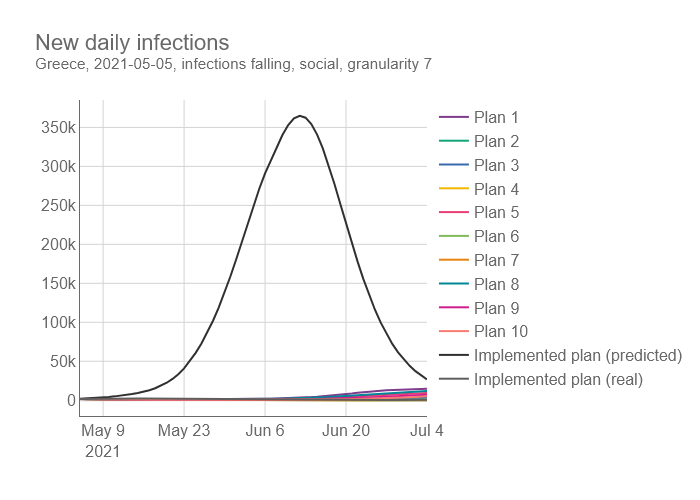 New daily infections
Greece, 2021-05-05, infections falling, social, granularity 7
350k
300k
250k
200k
150k
100k
50k
0
May 9
2021
May 23
Jun 6
Jun 20
Jul 4
Plan 1
Plan 2
Plan 3
Plan 4
Plan 5
Plan 6
Plan 7
Plan 8
Plan 9
Plan 10
Implemented plan (predicted)
Implemented plan (real)